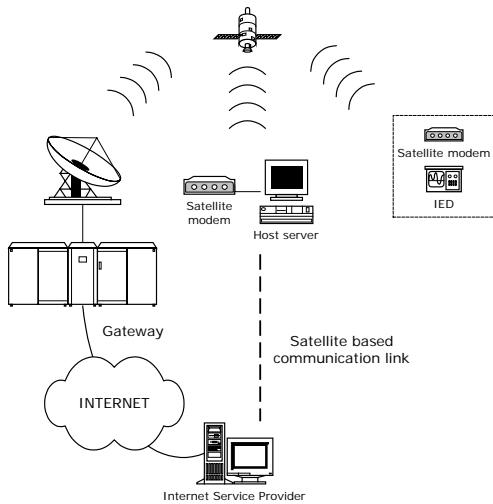 Satellite modem
IED
Satellite
modem
Host server
Gateway
Satellite based
communication link
INTERNET
Internet Service Provider